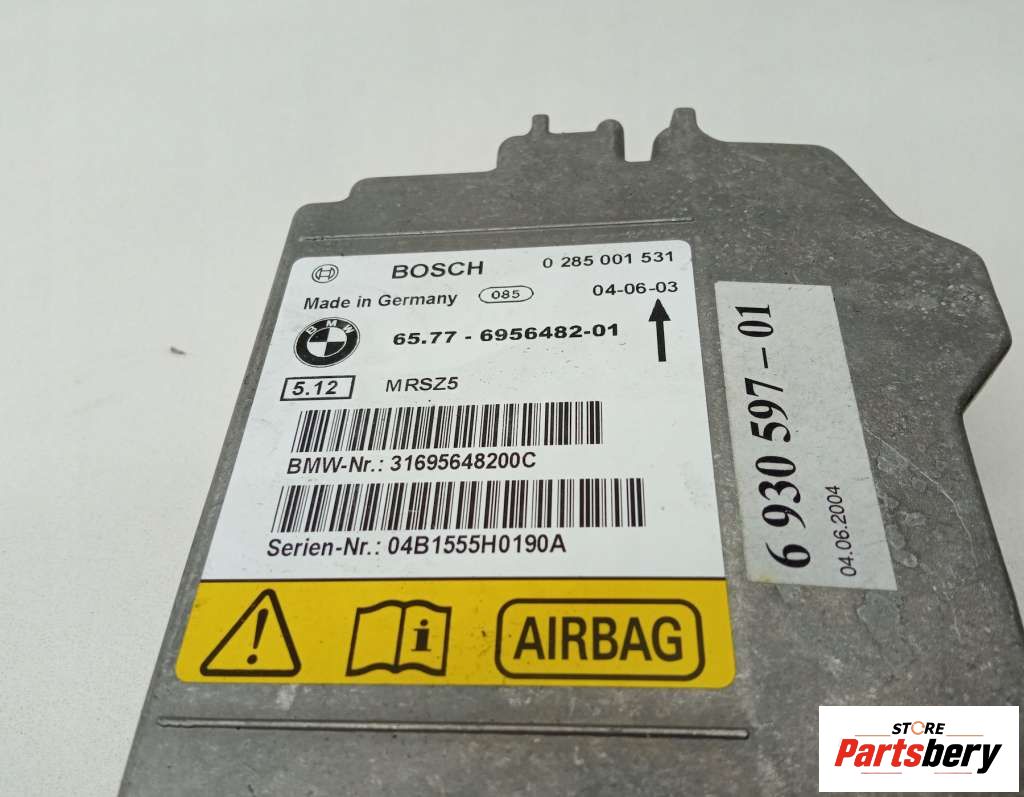 BOSCH 0 285 001 531
Made in Germany 085 04-06-03
BMW
65.77 - 6956482-01
5.12 MRSZ5
BMW-Nr.: 31695648200C
Serien-Nr.: 04B1555H0190A
AIRBAG
6 930 597 - 01
04.06.2004
STORE
Partsbery